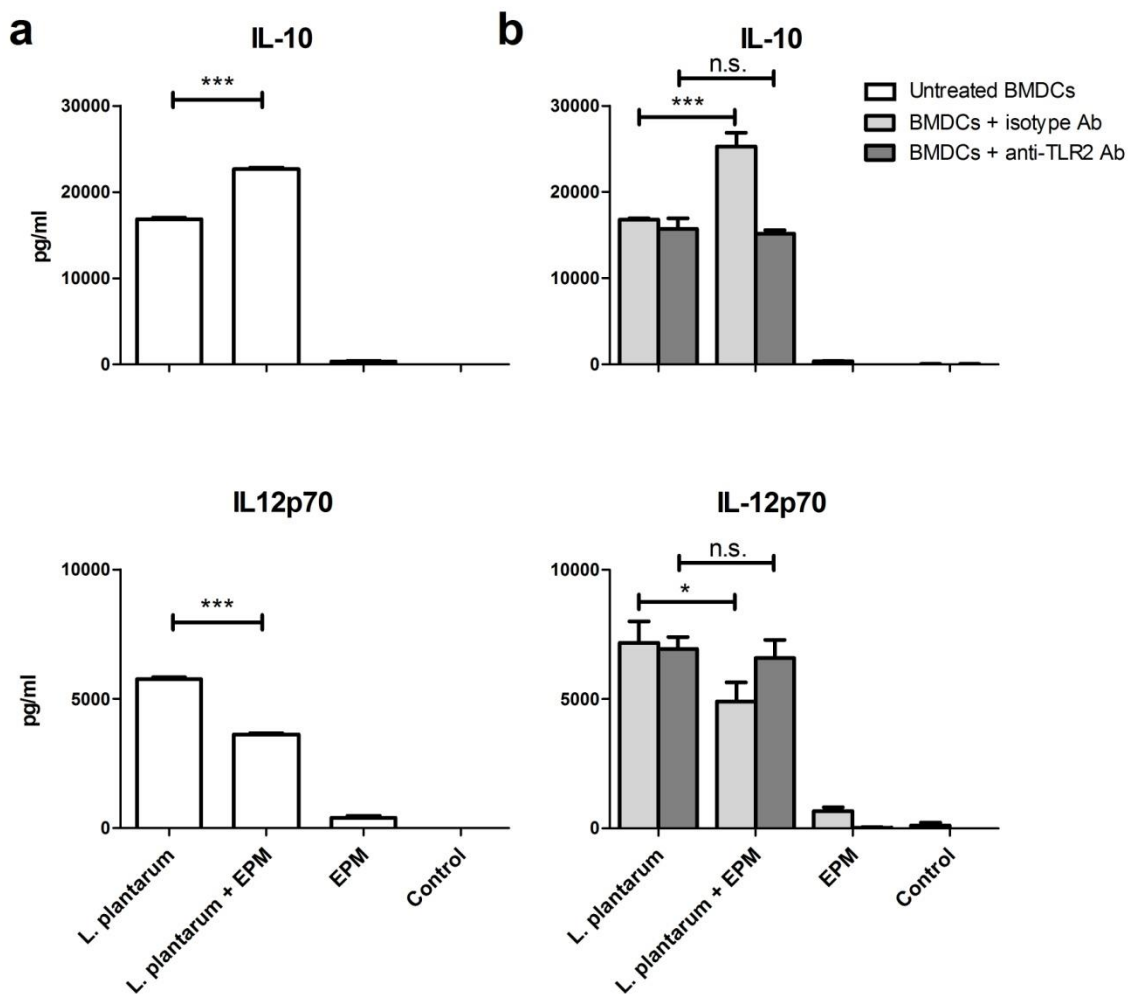 a
IL-10
***
pg/ml
30000
20000
10000
0
b
IL-10
n.s.
***
30000
20000
10000
0
Untreated BMDCs
BMDCs + isotype Ab
BMDCs + anti-TLR2 Ab
IL12p70
***
pg/ml
10000
5000
0
L. plantarum
L. plantarum + EPM
EPM
Control
IL-12p70
n.s.
*
10000
5000
0
L. plantarum
L. plantarum + EPM
EPM
Control